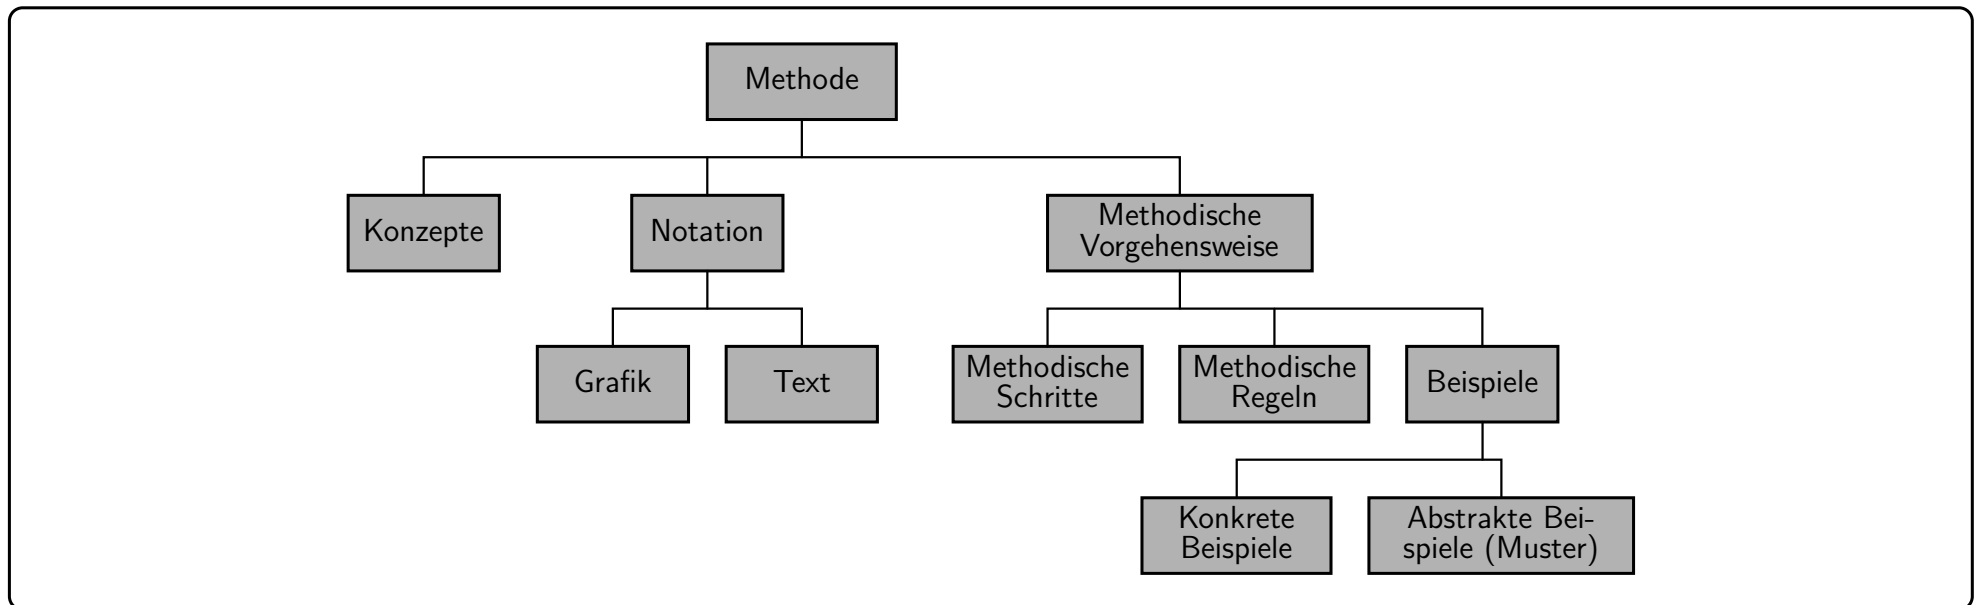 Methode
Konzepte
Notation
Methodische
Vorgehensweise
Grafik
Text
Methodische
Schritte
Methodische
Regeln
Beispiele
Konkrete
Beispiele
Abstrakte Bei-
spiele (Muster)